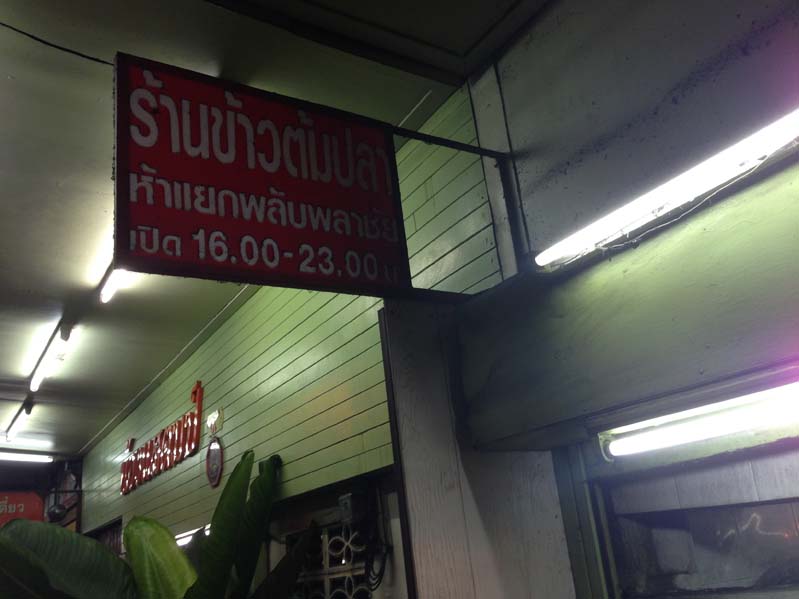 ร้านข้าวต้มปลา
ห้าแยกพลับพลาชัย
เปิด 16.00-23.00 น